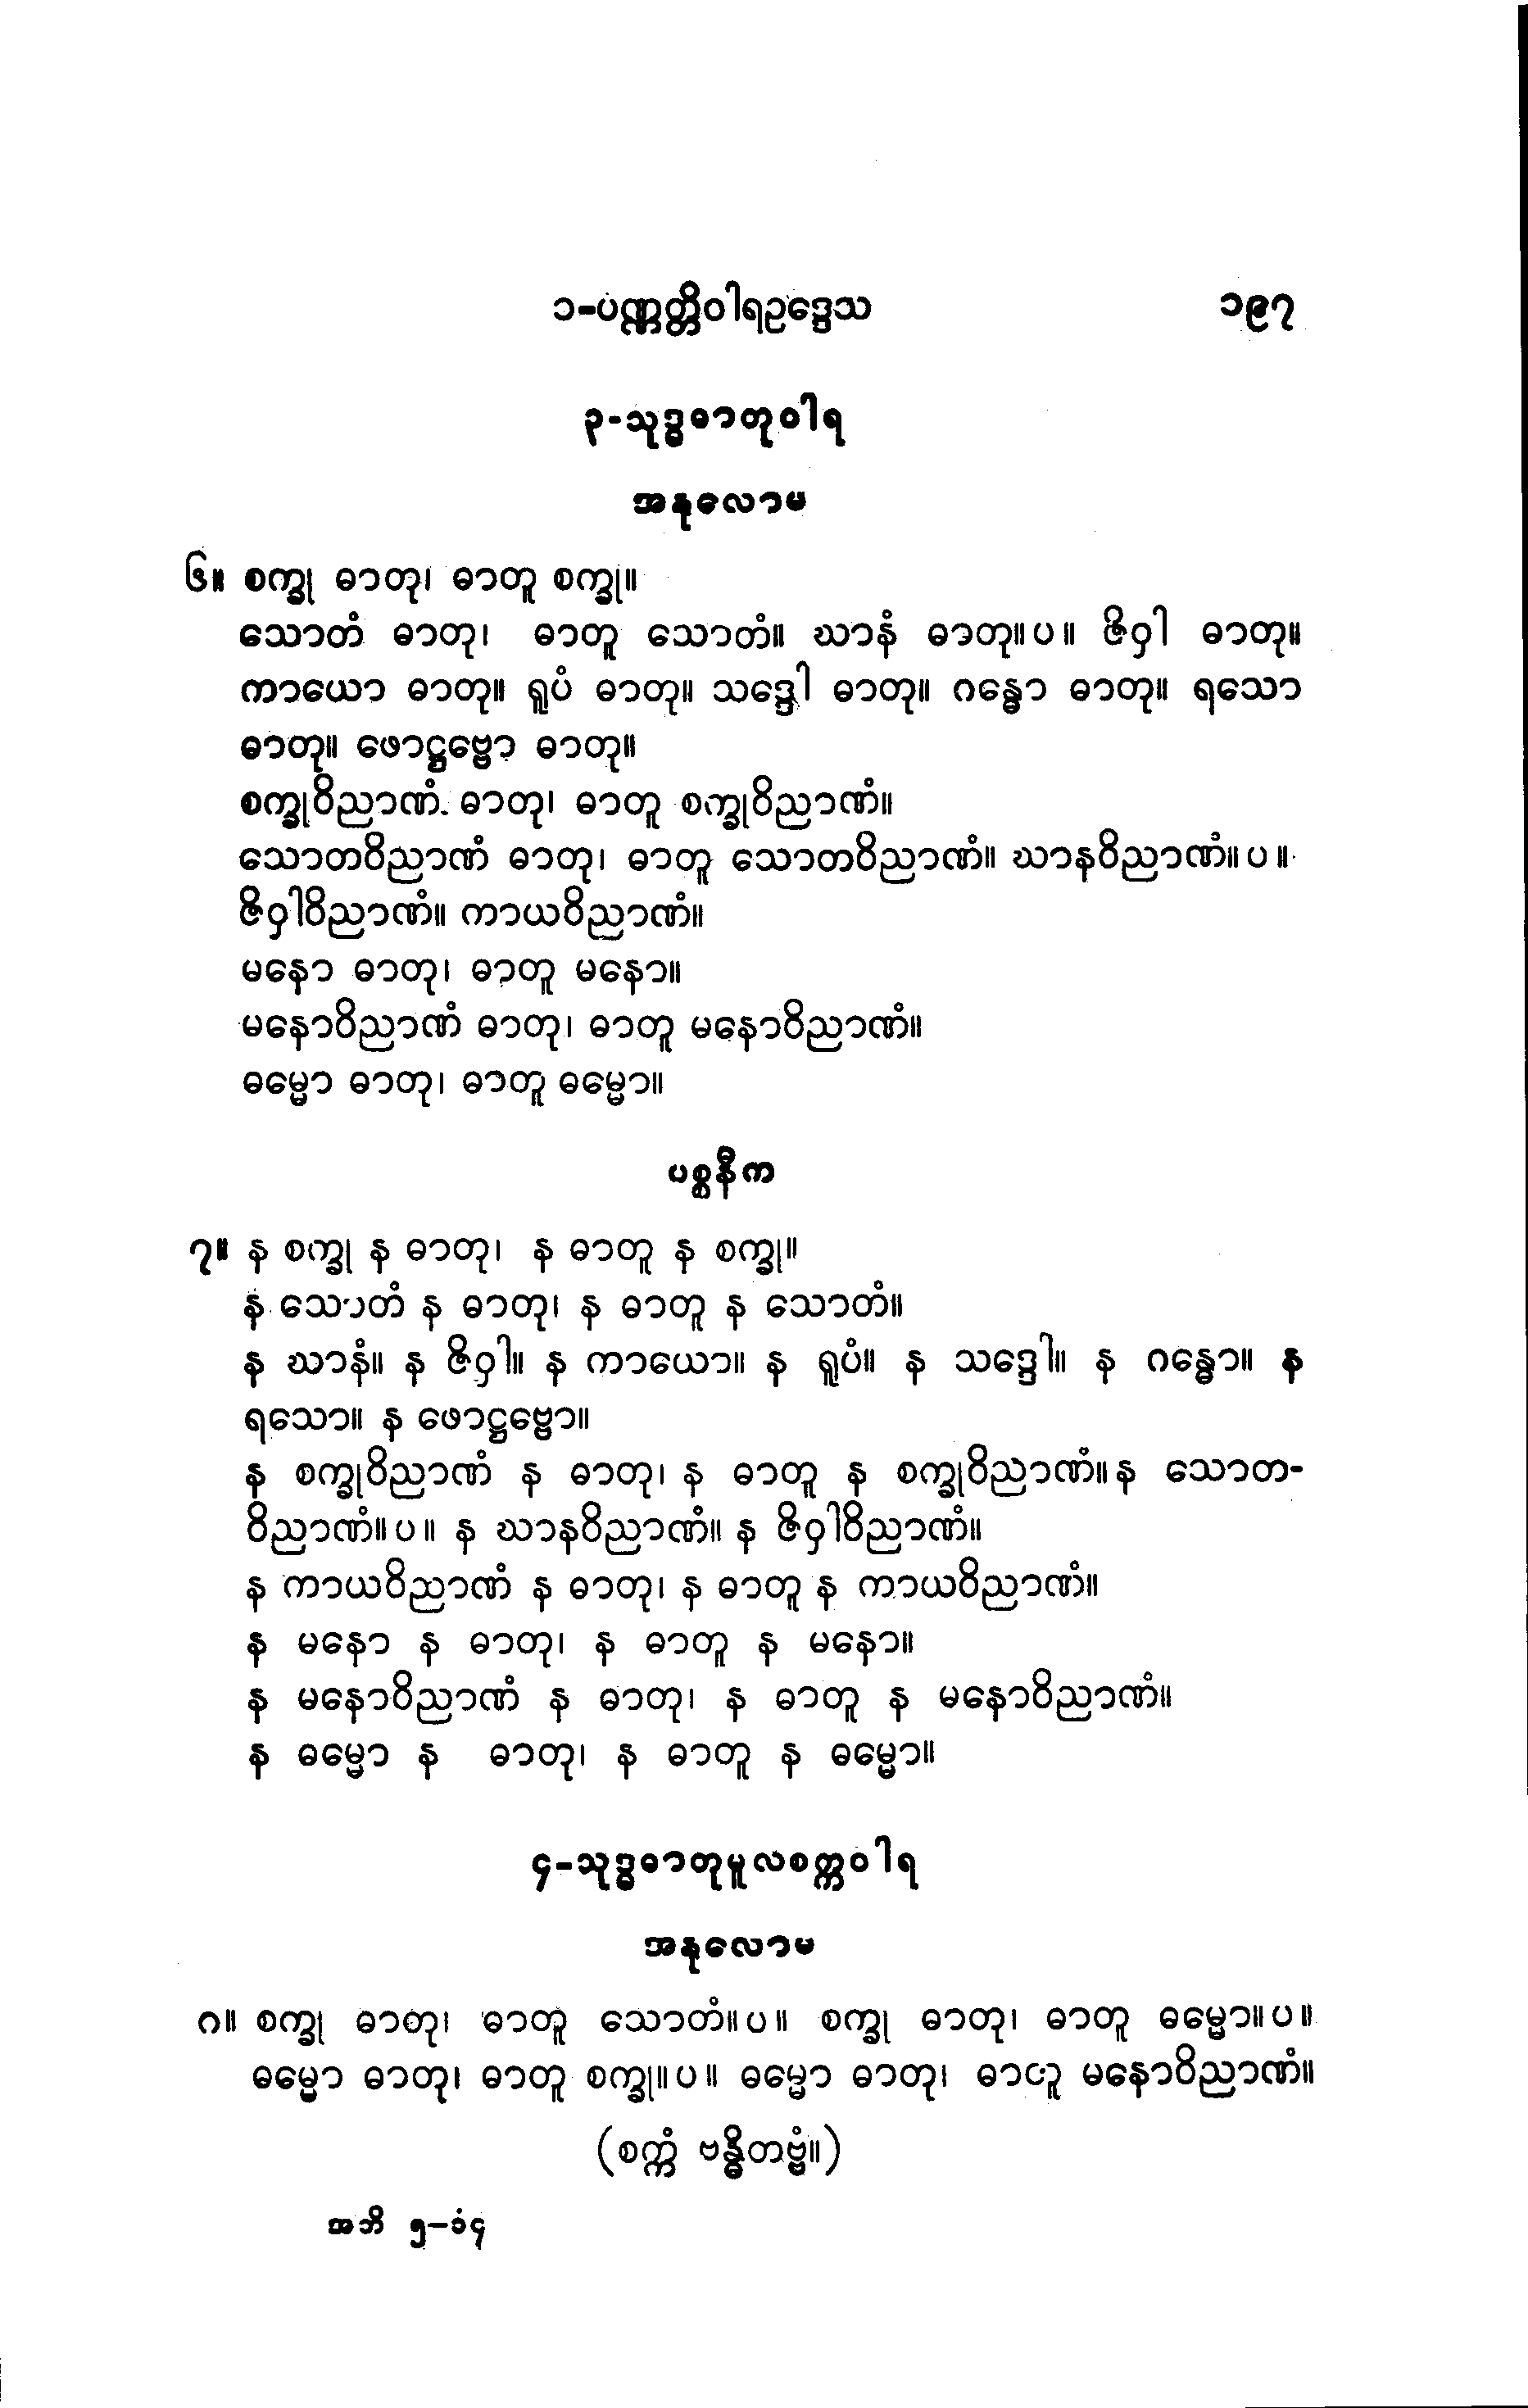 ၁-ပဏ္ဏတ္တိဝါရဥဒ္ဒေသ ၁၉၇
၃-သုဒ္ဓဓာတုဝါရ
အနုလောမ
၆။ စက္ခု ဓာတု၊ ဓာတူ စက္ခု။
သောတံ ဓာတု၊ ဓာတူ သောတံ။ ဃာနံ ဓာတု။ပ။ ဇိဝှါ ဓာတု။
ကာယော ဓာတု။ ရူပံ ဓာတု။ သဒ္ဒေါ ဓာတု။ ဂန္ဓော ဓာတု။ ရသော
ဓာတု။ ဖောဋ္ဌဗ္ဗော ဓာတု။
စက္ခုဝိညာဏံ ဓာတု၊ ဓာတူ စက္ခုဝိညာဏံ။
သောတဝိညာဏံ ဓာတု၊ ဓာတူ သောတဝိညာဏံ။ ဃာနဝိညာဏံ။ပ။
ဇိဝှါဝိညာဏံ။ ကာယဝိညာဏံ။
မနော ဓာတု၊ ဓာတူ မနော။
မနောဝိညာဏံ ဓာတု၊ ဓာတူ မနောဝိညာဏံ။
ဓမ္မော ဓာတု၊ ဓာတူ ဓမ္မော။
ပစ္စနီက
၇။ န စက္ခု န ဓာတု၊ န ဓာတူ န စက္ခု။
န သောတံ န ဓာတု၊ န ဓာတူ န သောတံ။
န ဃာနံ။ န ဇိဝှါ။ န ကာယော။ န ရူပံ။ န သဒ္ဒေါ။ န ဂန္ဓော။ န
ရသော။ န ဖောဋ္ဌဗ္ဗော။
န စက္ခုဝိညာဏံ န ဓာတု၊ န ဓာတူ န စက္ခုဝိညာဏံ။ န သောတ-
ဝိညာဏံ။ပ။ န ဃာနဝိညာဏံ။ န ဇိဝှါဝိညာဏံ။
န ကာယဝိညာဏံ န ဓာတု၊ န ဓာတူ န ကာယဝိညာဏံ။
န မနော န ဓာတု၊ န ဓာတူ န မနော။
န မနောဝိညာဏံ န ဓာတု၊ န ဓာတူ န မနောဝိညာဏံ။
န ဓမ္မော န ဓာတု၊ န ဓာတူ န ဓမ္မော။
၄-သုဒ္ဓဓာတုမူလစက္ကဝါရ
အနုလောမ
၈။ စက္ခု ဓာတု၊ ဓာတူ သောတံ။ပ။ စက္ခု ဓာတု၊ ဓာတူ ဓမ္မော။ပ။
ဓမ္မော ဓာတု၊ ဓာတူ စက္ခု။ပ။ ဓမ္မော ဓာတု၊ ဓာတူ မနောဝိညာဏံ။
(စက္ကံ ဗန္ဓိတဗ္ဗံ။)
အဘိ ၅-၁၄